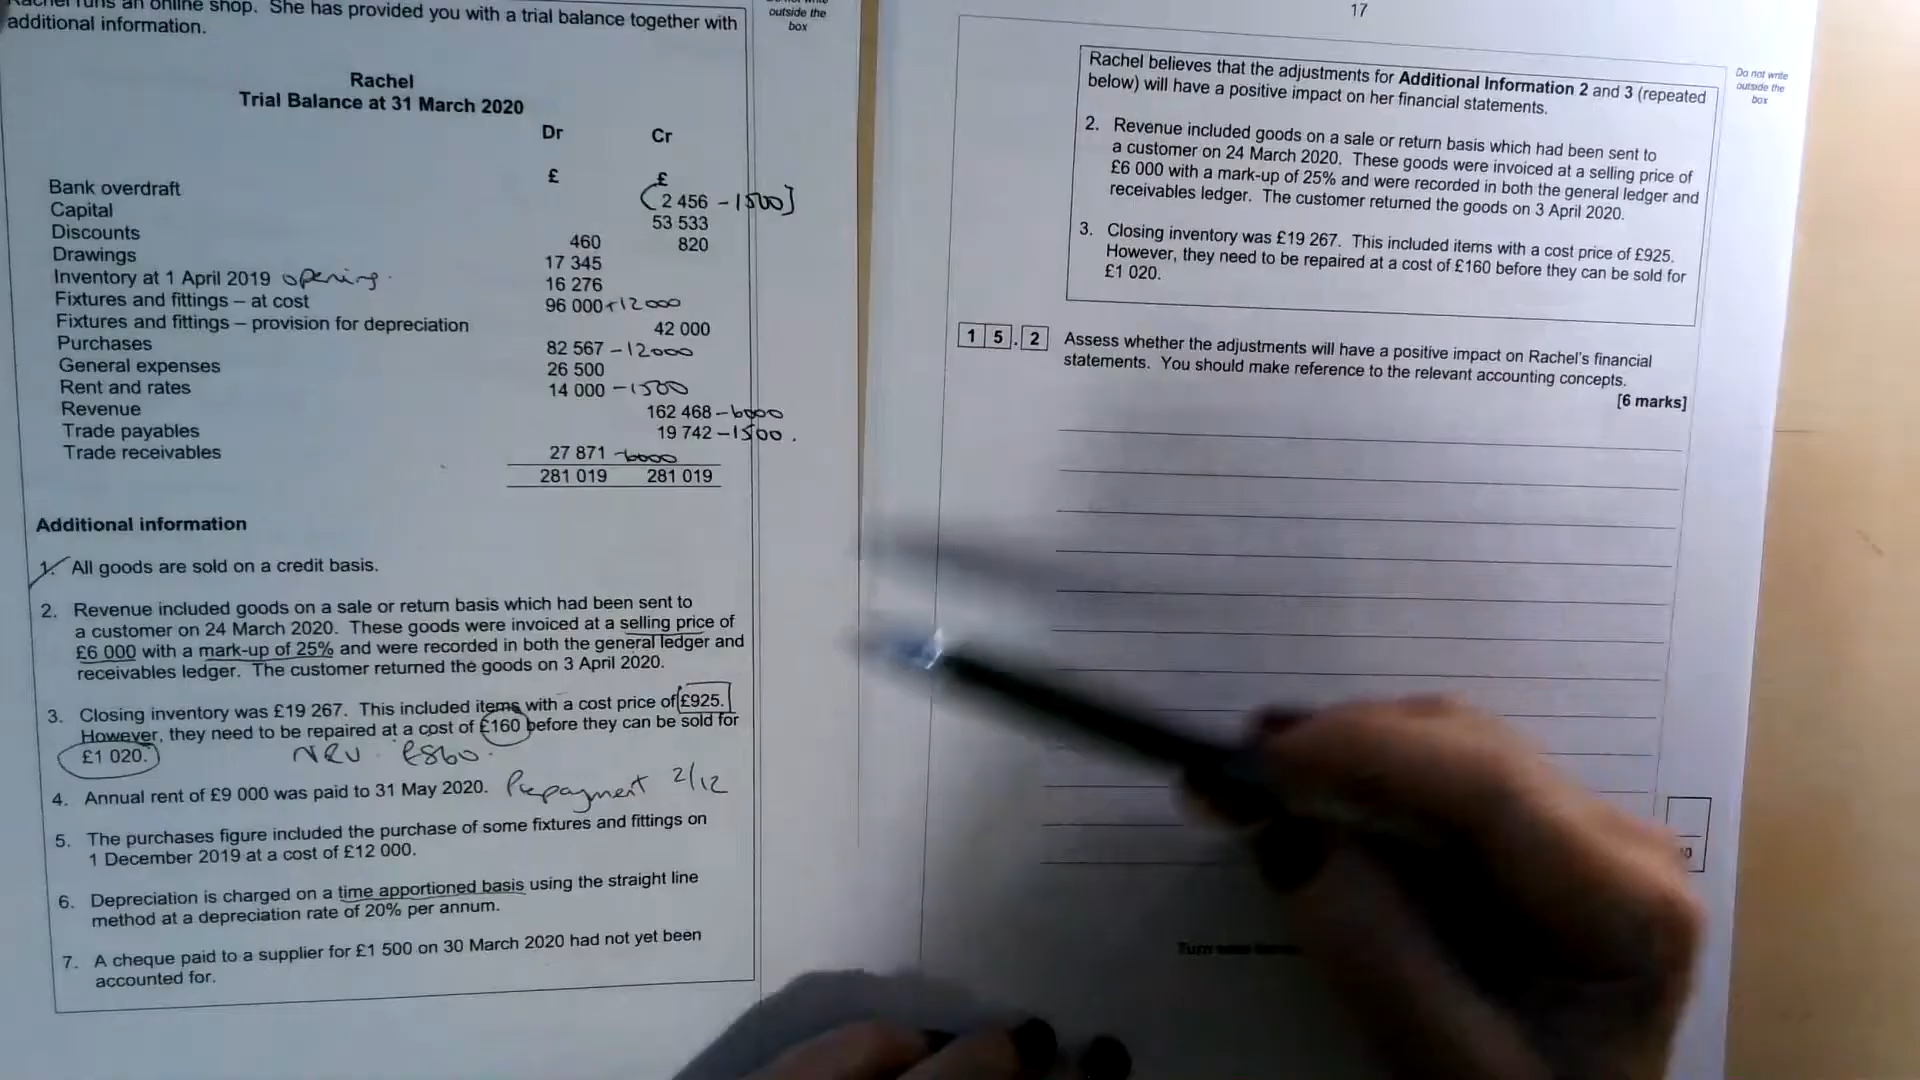 Rachel runs an online shop. She has provided you with a trial balance together with
additional information.
outside the
box
Rachel
Trial Balance at 31 March 2020
Dr Cr
£ £
Bank overdraft (2 456 - 1500]
Capital 53 533
Discounts 460 820
Drawings 17 345
Inventory at 1 April 2019 opening. 16 276
Fixtures and fittings – at cost 96 000 +12000
Fixtures and fittings – provision for depreciation 42 000
Purchases 82 567 -12000
General expenses 26 500
Rent and rates 14 000 -1500
Revenue 162 468 -6000
Trade payables 19 742 -1500.
Trade receivables 27 871 -6000
281 019 281 019
Additional information
1. All goods are sold on a credit basis.
2. Revenue included goods on a sale or return basis which had been sent to
a customer on 24 March 2020. These goods were invoiced at a selling price of
£6 000 with a mark-up of 25% and were recorded in both the general ledger and
receivables ledger. The customer returned the goods on 3 April 2020.
3. Closing inventory was £19 267. This included items with a cost price of £925.
However, they need to be repaired at a cost of £160 before they can be sold for
£1 020. NRV. £860.
4. Annual rent of £9 000 was paid to 31 May 2020. Prepayment 2/12
5. The purchases figure included the purchase of some fixtures and fittings on
1 December 2019 at a cost of £12 000.
6. Depreciation is charged on a time apportioned basis using the straight line
method at a depreciation rate of 20% per annum.
7. A cheque paid to a supplier for £1 500 on 30 March 2020 had not yet been
accounted for.
17
Do not write
outside the
box
Rachel believes that the adjustments for Additional Information 2 and 3 (repeated
below) will have a positive impact on her financial statements.
2. Revenue included goods on a sale or return basis which had been sent to
a customer on 24 March 2020. These goods were invoiced at a selling price of
£6 000 with a mark-up of 25% and were recorded in both the general ledger and
receivables ledger. The customer returned the goods on 3 April 2020.
3. Closing inventory was £19 267. This included items with a cost price of £925.
However, they need to be repaired at a cost of £160 before they can be sold for
£1 020.
1 5 . 2 Assess whether the adjustments will have a positive impact on Rachel's financial
statements. You should make reference to the relevant accounting concepts.
[6 marks]
Turn over